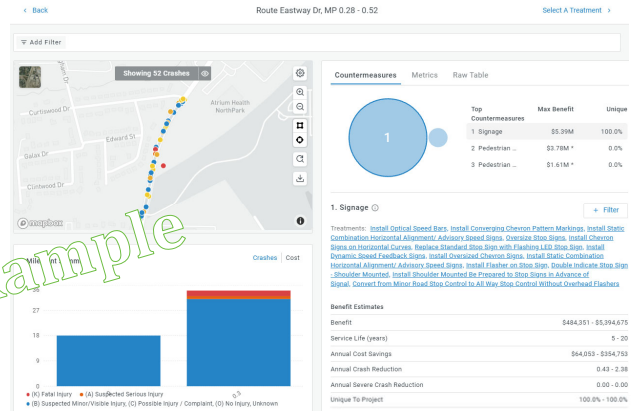 Back
Route Eastway Dr, MP 0.28 - 0.52
Select A Treatment
Add Filter
Showing 52 Crashes
Curtiswood Dr
Edward St
Atrium Health
NorthPark
Galax Dr
Clintwood Dr
mapbox
Crashes | Cost
36
27
18
9
0
0.3
(K) Fatal Injury (A) Suspected Serious Injury
(B) Suspected Minor/Visible Injury, (C) Possible Injury / Complaint, (O) No Injury, Unknown
ample
Countermeasures Metrics Raw Table
1
Top Countermeasures Max Benefit Unique
1 Signage $5.39M 100.0%
2 Pedestrian ... $3.78M * 0.0%
3 Pedestrian ... $1.61M * 0.0%
1. Signage
+ Filter
Treatments: Install Optical Speed Bars, Install Converging Chevron Pattern Markings, Install Static
Combination Horizontal Alignment/ Advisory Speed Signs, Oversize Stop Signs, Install Chevron
Signs on Horizontal Curves, Replace Standard Stop Sign with Flashing LED Stop Sign, Install
Dynamic Speed Feedback Signs, Install Oversized Chevron Signs, Install Static Combination
Horizontal Alignment/ Advisory Speed Signs, Install Flasher on Stop Sign, Double Indicate Stop Sign
- Shoulder Mounted, Install Shoulder Mounted Be Prepared to Stop Signs in Advance of
Signal, Convert from Minor Road Stop Control to All Way Stop Control Without Overhead Flashers
Benefit Estimates
Benefit $484,351 - $5,394,675
Service Life (years) 5 - 20
Annual Cost Savings $64,053 - $354,753
Annual Crash Reduction 0.43 - 2.38
Annual Severe Crash Reduction 0.00 - 0.00
Unique To Project 100.0% - 100.0%